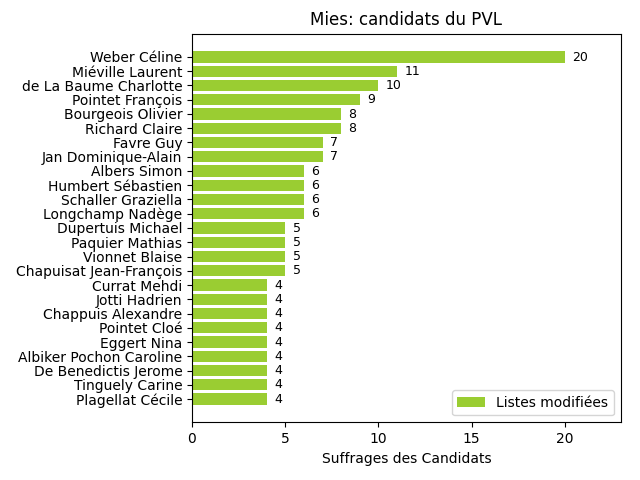 Mies: candidats du PVL
Weber Céline 20
Miéville Laurent 11
de La Baume Charlotte 10
Pointet François 9
Bourgeois Olivier 8
Richard Claire 8
Favre Guy 7
Jan Dominique-Alain 7
Albers Simon 6
Humbert Sébastien 6
Schaller Graziella 6
Longchamp Nadège 6
Dupertuis Michael 5
Paquier Mathias 5
Vionnet Blaise 5
Chapuisat Jean-François 5
Currat Mehdi 4
Jotti Hadrien 4
Chappuis Alexandre 4
Pointet Cloé 4
Eggert Nina 4
Albiker Pochon Caroline 4
De Benedictis Jerome 4
Tinguely Carine 4
Plagellat Cécile 4
Listes modifiées
0 5 10 15 20
Suffrages des Candidats